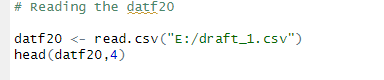 # Reading the datf20
datf20 <- read.csv("E:/draft_1.csv")
head(datf20,4)